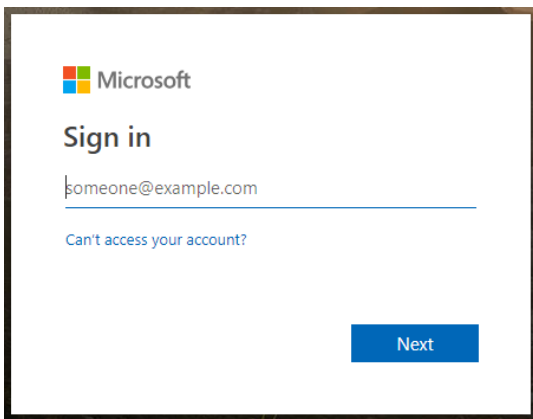 Microsoft
Sign in
someone@example.com
Can't access your account?
Next